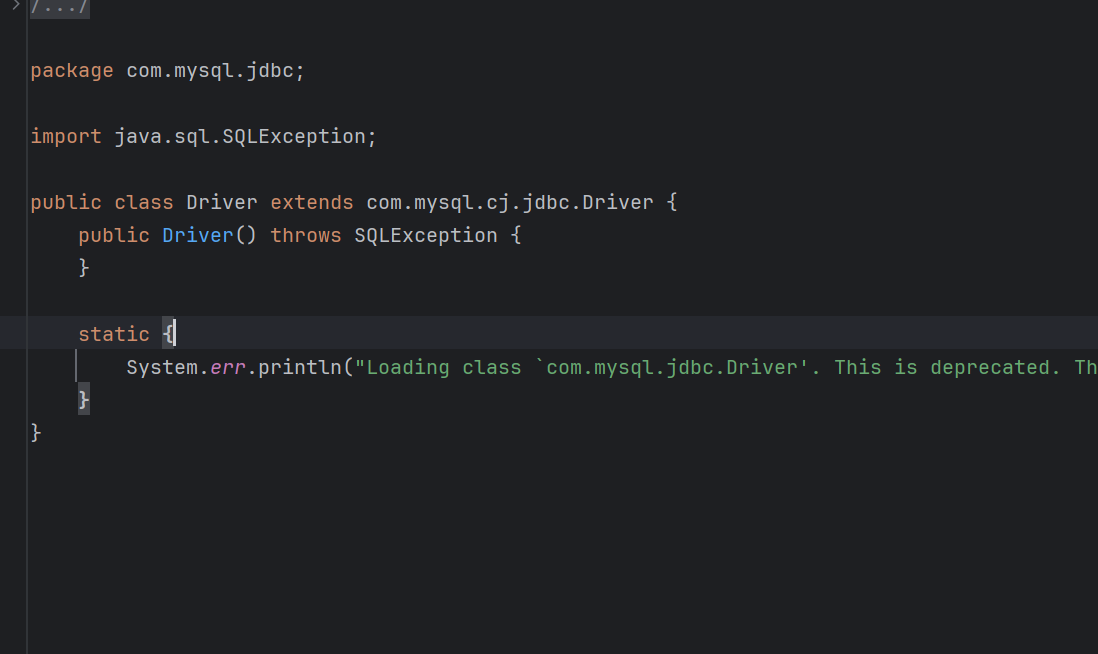 /.../
package com.mysql.jdbc;
import java.sql.SQLException;
public class Driver extends com.mysql.cj.jdbc.Driver {
public Driver() throws SQLException {
}
static {
System.err.println("Loading class `com.mysql.jdbc.Driver'. This is deprecated. Th
}
}